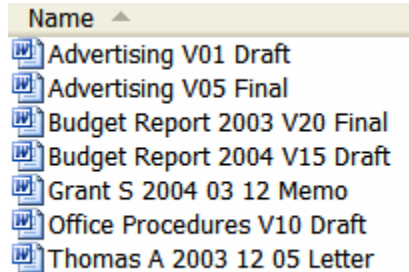 Name
Advertising V01 Draft
Advertising V05 Final
Budget Report 2003 V20 Final
Budget Report 2004 V15 Draft
Grant S 2004 03 12 Memo
Office Procedures V10 Draft
Thomas A 2003 12 05 Letter